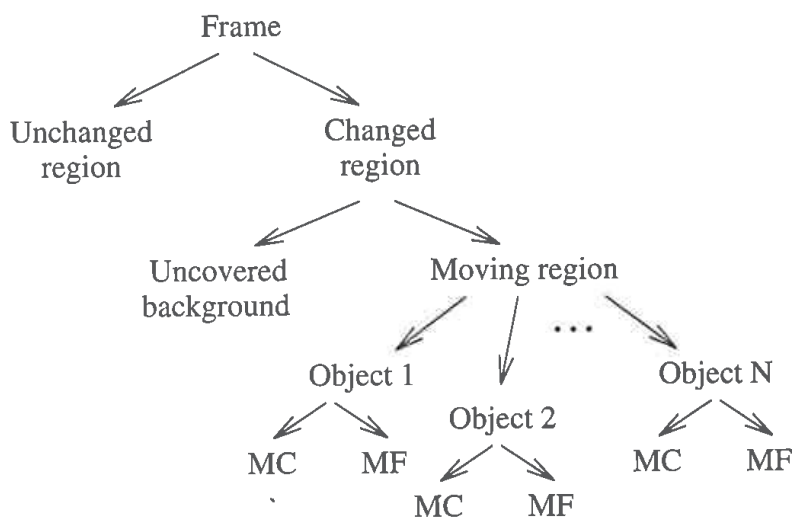 Frame
Unchanged
region
Changed
region
Uncovered
background
Moving region
...
Object 1
Object 2
Object N
MC
MF
MC
MF
MC
MF